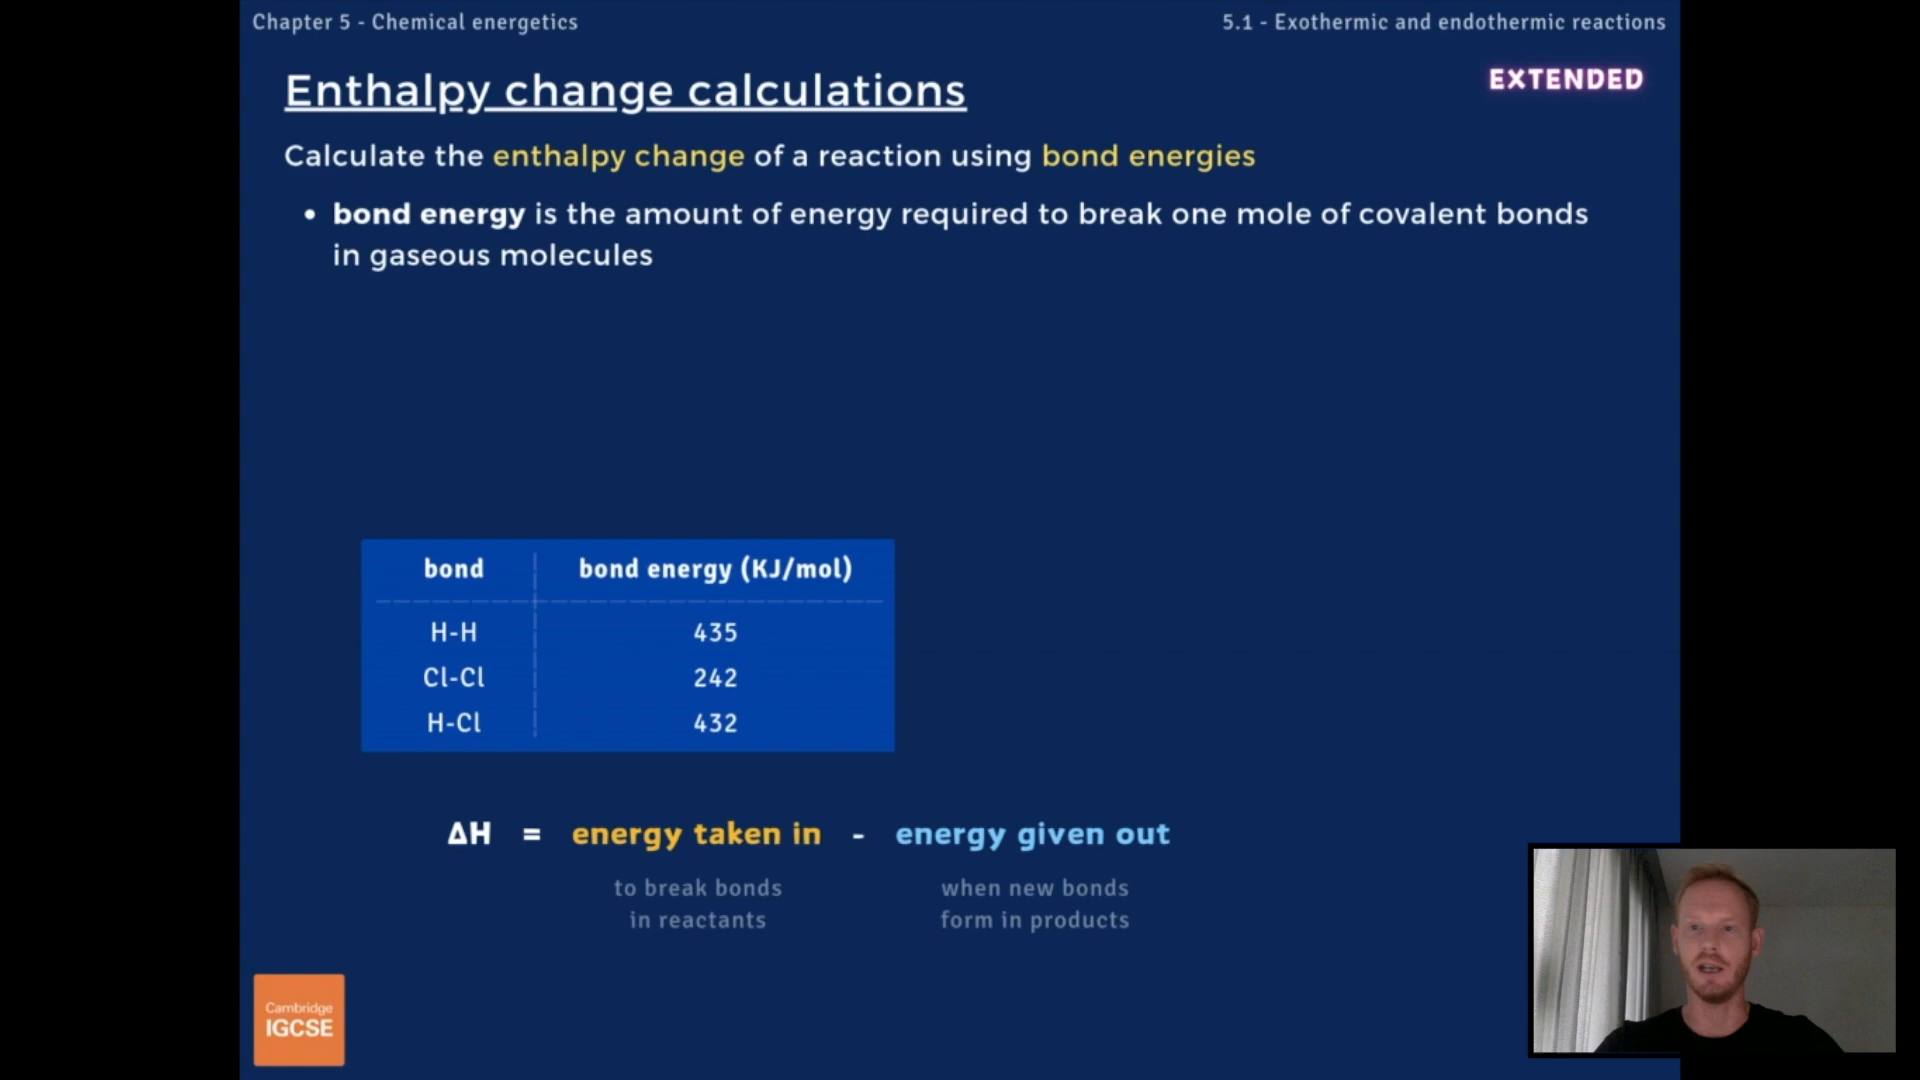 Chapter 5 - Chemical energetics
5.1 - Exothermic and endothermic reactions
Enthalpy change calculations
EXTENDED
Calculate the enthalpy change of a reaction using bond energies
• bond energy is the amount of energy required to break one mole of covalent bonds
in gaseous molecules
bond bond energy (KJ/mol)
H-H 435
Cl-Cl 242
H-Cl 432
ΔH = energy taken in - energy given out
to break bonds when new bonds
in reactants form in products
Cambridge
IGCSE